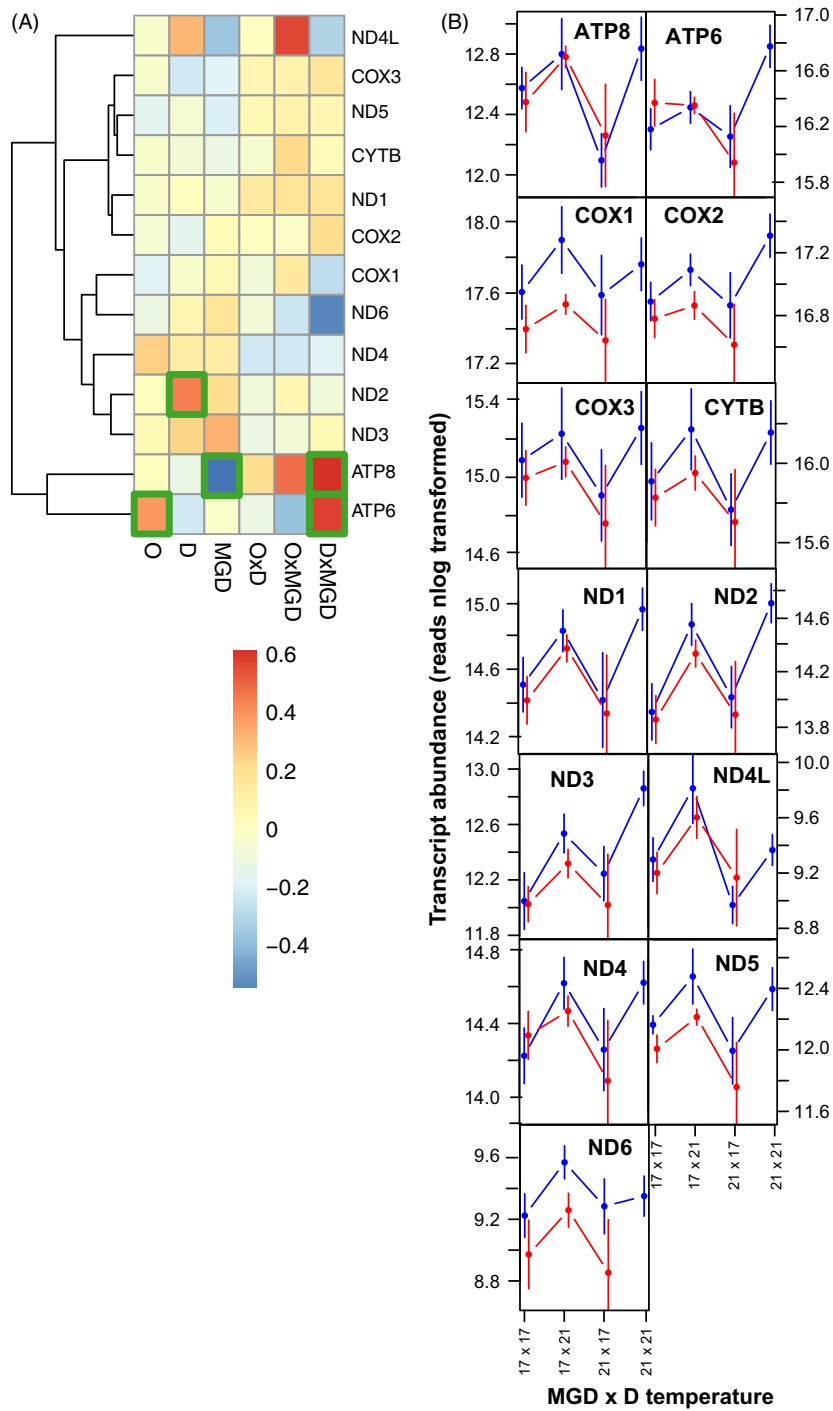 (A)
ND4L
COX3
ND5
CYTB
ND1
COX2
COX1
ND6
ND4
ND2
ND3
ATP8
ATP6
O
D
MGD
OxD
OxMGD
DxMGD
0.6
0.4
0.2
0
−0.2
−0.4
(B)
Transcript abundance (reads nlog transformed)
ATP8
12.8
12.4
12.0
ATP6
17.0
16.6
16.2
15.8
COX1
18.0
17.6
17.2
COX2
17.2
16.8
COX3
15.4
15.0
14.6
CYTB
16.0
15.6
ND1
15.0
14.6
14.2
ND2
14.6
14.2
13.8
ND3
13.0
12.6
12.2
11.8
ND4L
10.0
9.6
9.2
8.8
ND4
14.8
14.4
14.0
ND5
12.4
12.0
11.6
17 x 17
17 x 21
21 x 17
21 x 21
ND6
9.6
9.2
8.8
17 x 17
17 x 21
21 x 17
21 x 21
MGD x D temperature